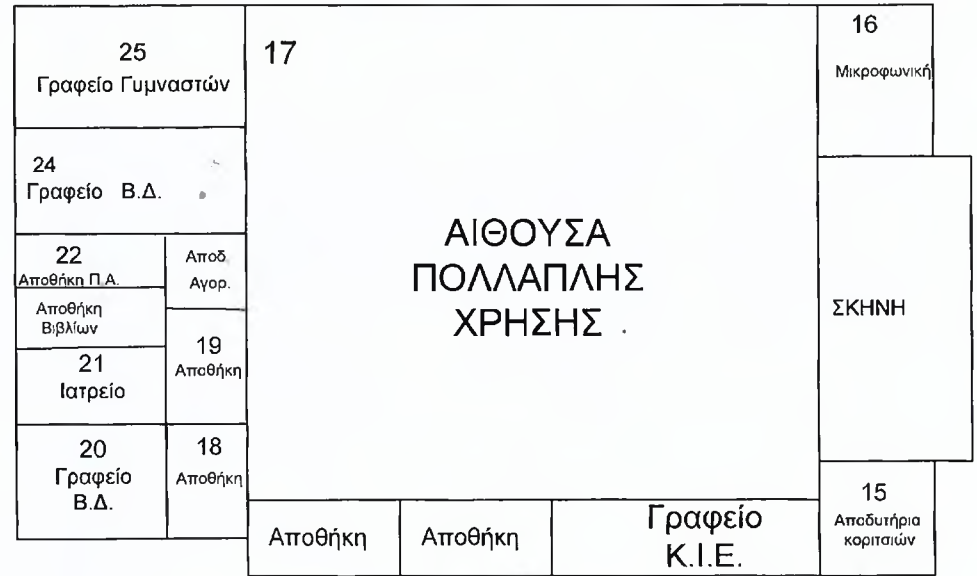 25
Γραφείο Γυμναστών
24
Γραφείο Β.Δ.
22
Αποθήκη Π.Α.
Αποθήκη
Βιβλίων
21
Ιατρείο
20
Γραφείο
Β.Δ.
Αποδ.
Αγορ.
19
Αποθήκη
18
Αποθήκη
17
ΑΙΘΟΥΣΑ
ΠΟΛΛΑΠΛΗΣ
ΧΡΗΣΗΣ
Αποθήκη
Αποθήκη
Γραφείο
Κ.Ι.Ε.
16
Μικροφωνική
ΣΚΗΝΗ
15
Αποδυτήρια
κοριτσιών